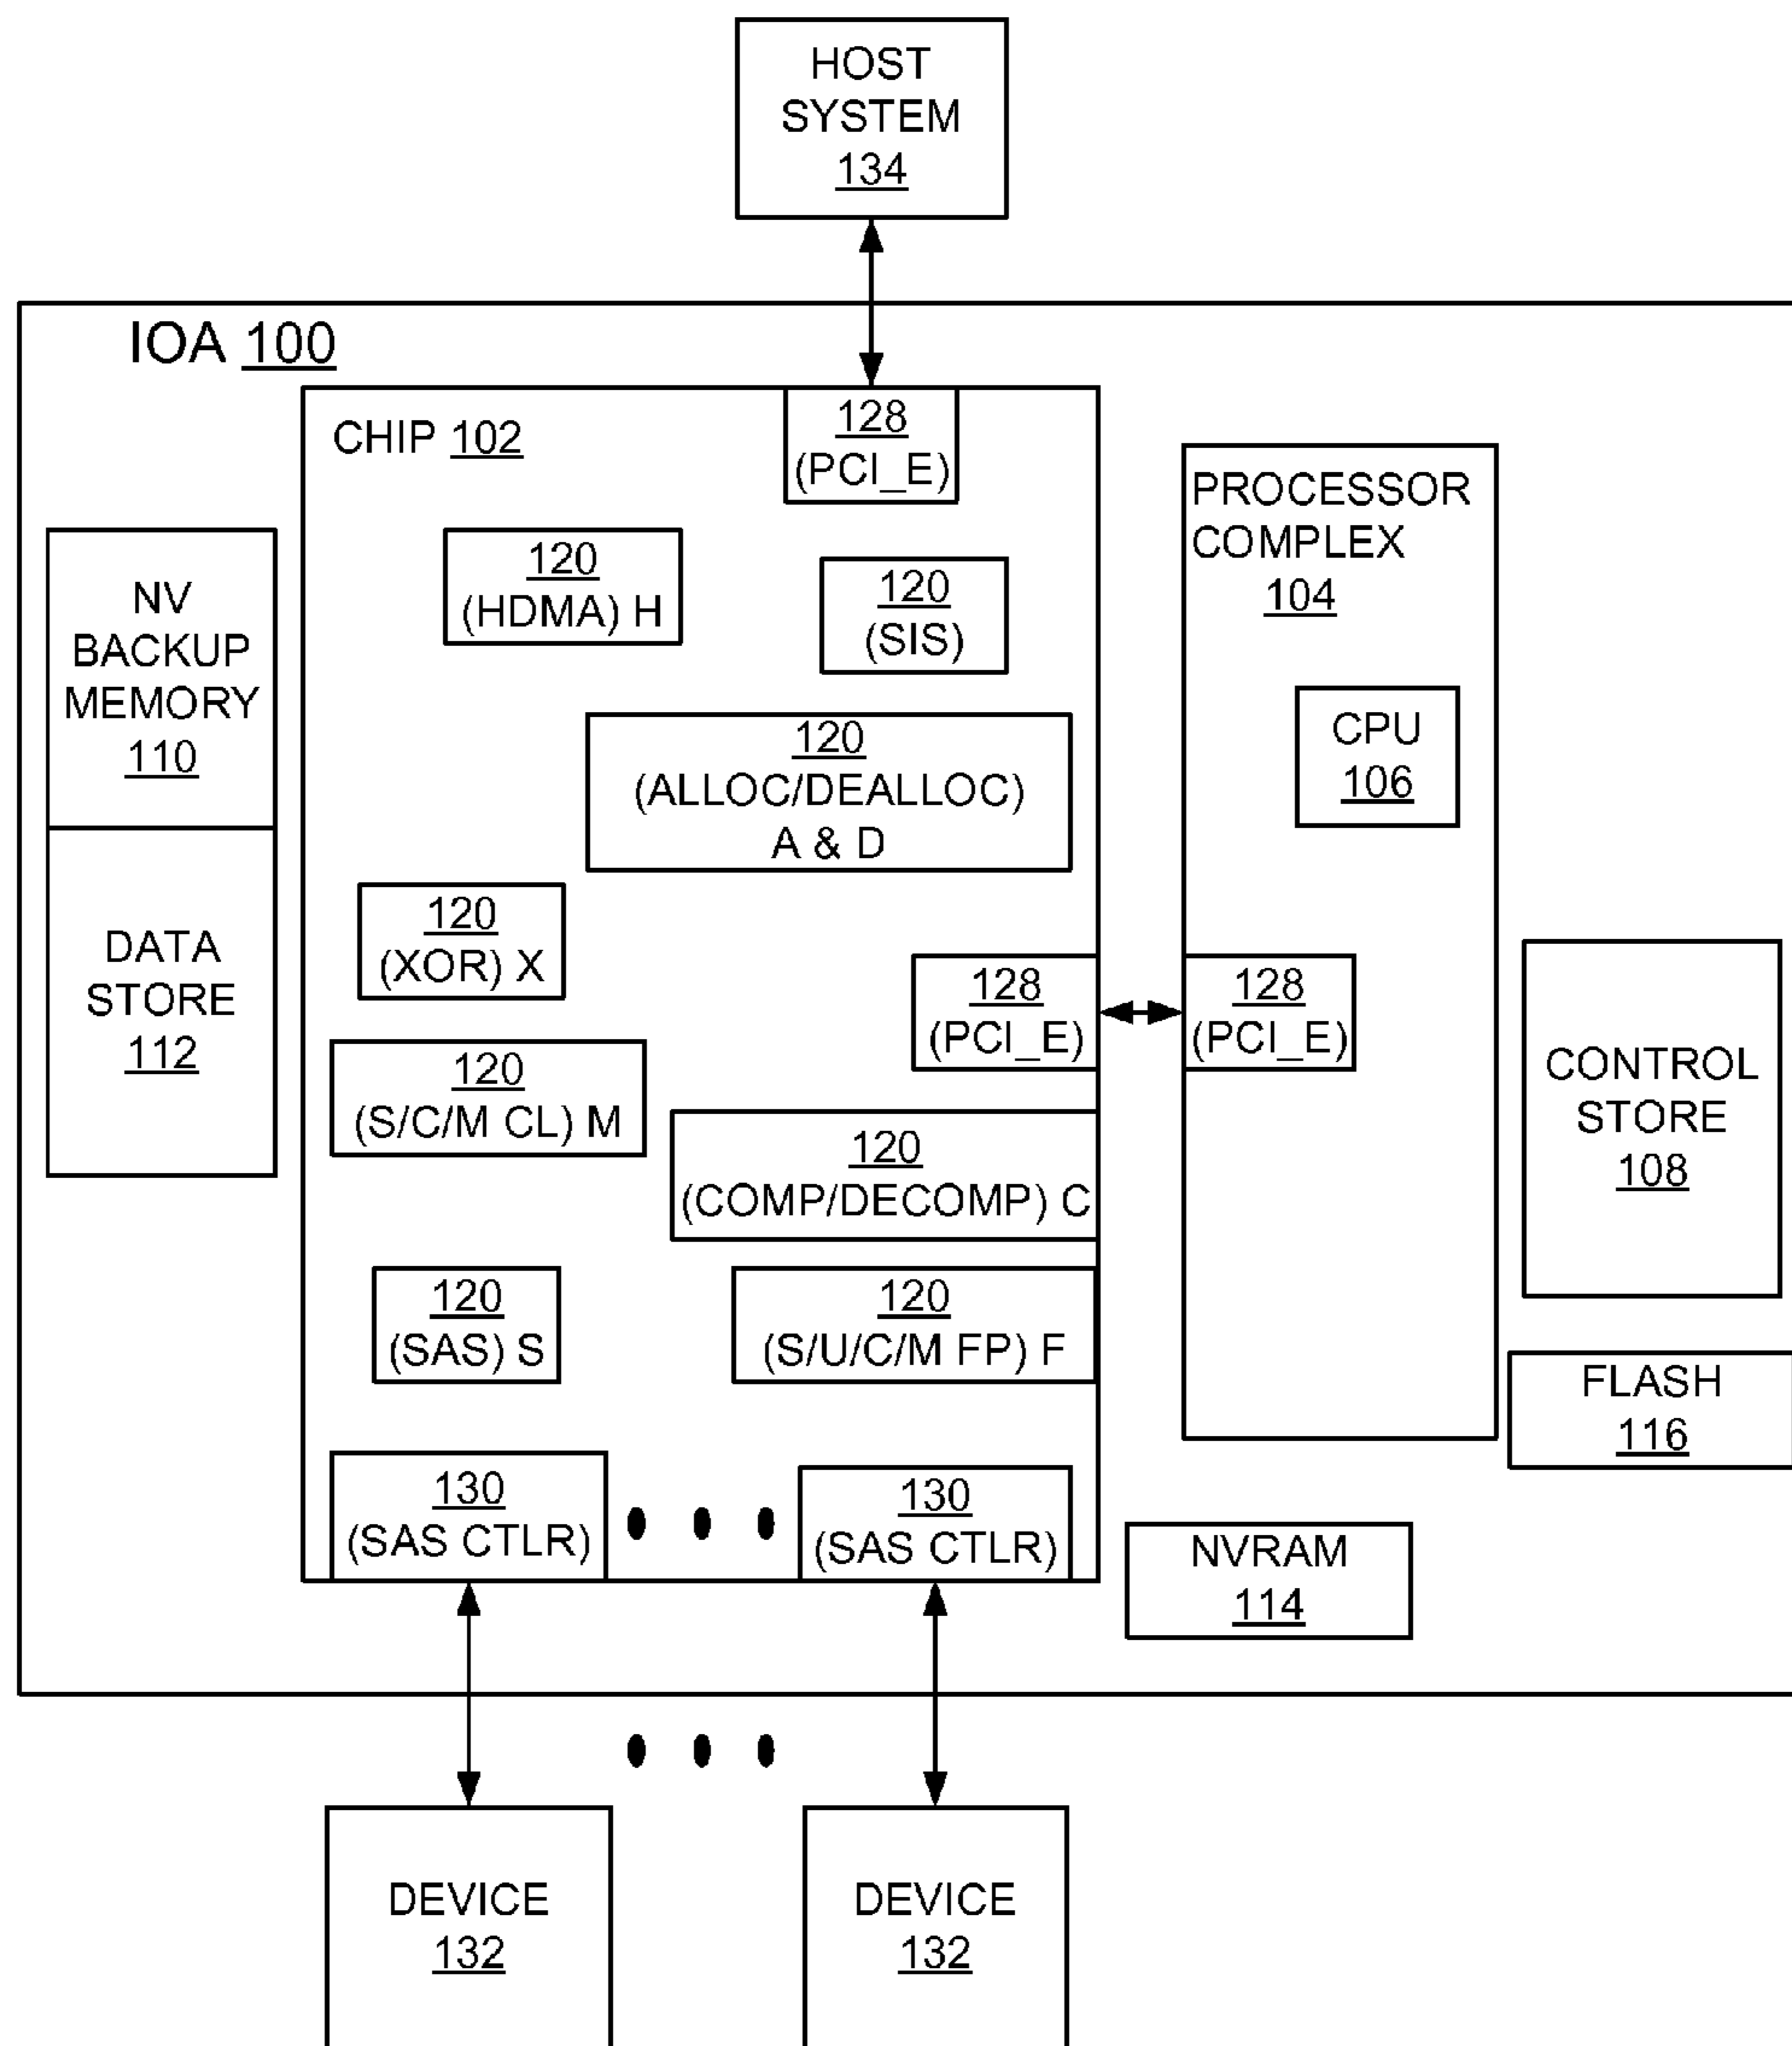 HOST
SYSTEM
134
IOA 100
CHIP 102
128
(PCI_E)
PROCESSOR
COMPLEX
104
NV
BACKUP
MEMORY
110
120
(HDMA) H
120
(SIS)
CPU
106
120
(ALLOC/DEALLOC)
A & D
DATA
STORE
112
120
(XOR) X
128
(PCI_E)
128
(PCI_E)
CONTROL
STORE
108
120
(S/C/M CL) M
120
(COMP/DECOMP) C
120
(SAS) S
120
(S/U/C/M FP) F
FLASH
116
130
(SAS CTLR)
130
(SAS CTLR)
NVRAM
114
DEVICE
132
DEVICE
132